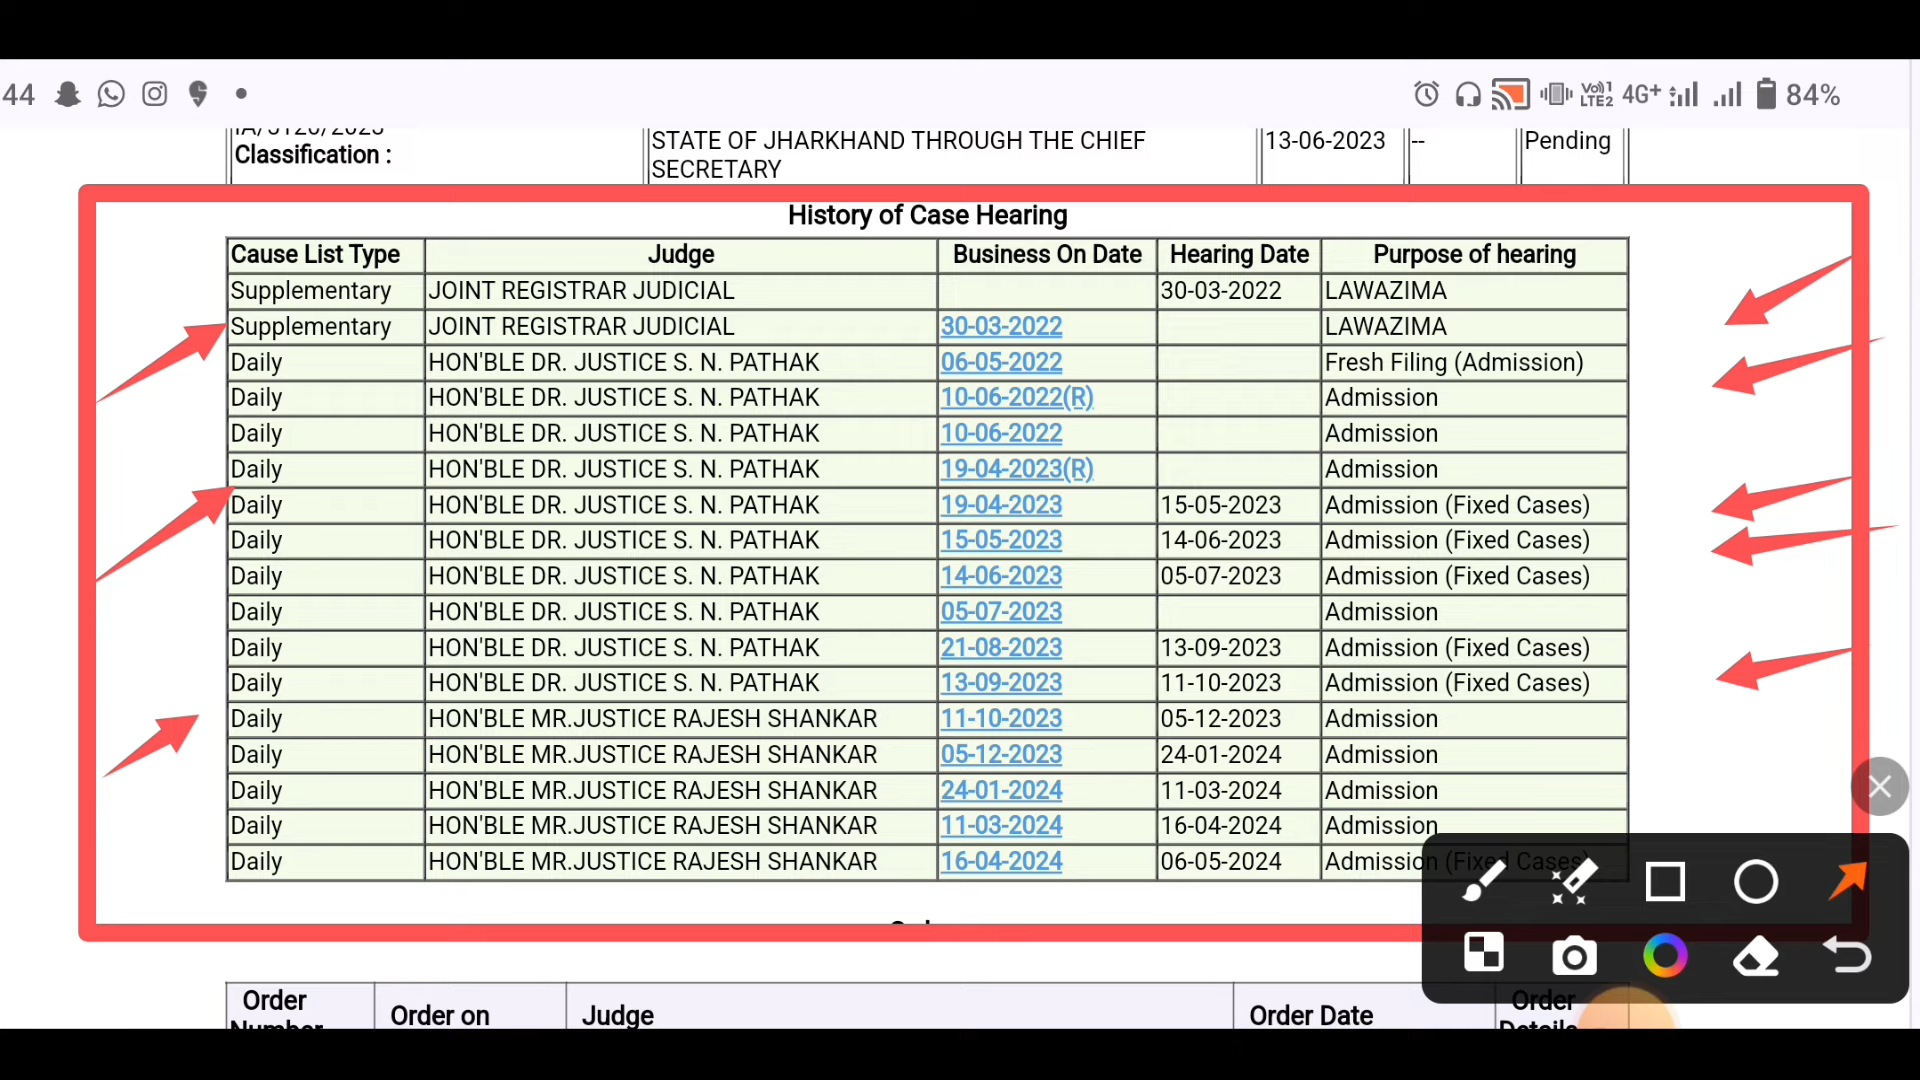 44 Vo)) 1 LTE2 4G+ 84%
IA/5120/2023 STATE OF JHARKHAND THROUGH THE CHIEF 13-06-2023 -- Pending
Classification : SECRETARY
History of Case Hearing
Cause List Type Judge Business On Date Hearing Date Purpose of hearing
Supplementary JOINT REGISTRAR JUDICIAL 30-03-2022 LAWAZIMA
Supplementary JOINT REGISTRAR JUDICIAL 30-03-2022 LAWAZIMA
Daily HON'BLE DR. JUSTICE S. N. PATHAK 06-05-2022 Fresh Filing (Admission)
Daily HON'BLE DR. JUSTICE S. N. PATHAK 10-06-2022(R) Admission
Daily HON'BLE DR. JUSTICE S. N. PATHAK 10-06-2022 Admission
Daily HON'BLE DR. JUSTICE S. N. PATHAK 19-04-2023(R) Admission
Daily HON'BLE DR. JUSTICE S. N. PATHAK 19-04-2023 15-05-2023 Admission (Fixed Cases)
Daily HON'BLE DR. JUSTICE S. N. PATHAK 15-05-2023 14-06-2023 Admission (Fixed Cases)
Daily HON'BLE DR. JUSTICE S. N. PATHAK 14-06-2023 05-07-2023 Admission (Fixed Cases)
Daily HON'BLE DR. JUSTICE S. N. PATHAK 05-07-2023 Admission
Daily HON'BLE DR. JUSTICE S. N. PATHAK 21-08-2023 13-09-2023 Admission (Fixed Cases)
Daily HON'BLE DR. JUSTICE S. N. PATHAK 13-09-2023 11-10-2023 Admission (Fixed Cases)
Daily HON'BLE MR.JUSTICE RAJESH SHANKAR 11-10-2023 05-12-2023 Admission
Daily HON'BLE MR.JUSTICE RAJESH SHANKAR 05-12-2023 24-01-2024 Admission
Daily HON'BLE MR.JUSTICE RAJESH SHANKAR 24-01-2024 11-03-2024 Admission
Daily HON'BLE MR.JUSTICE RAJESH SHANKAR 11-03-2024 16-04-2024 Admission
Daily HON'BLE MR.JUSTICE RAJESH SHANKAR 16-04-2024 06-05-2024 Admission (Fixed Cases)
Order Order on Judge Order Date Order
Number Details